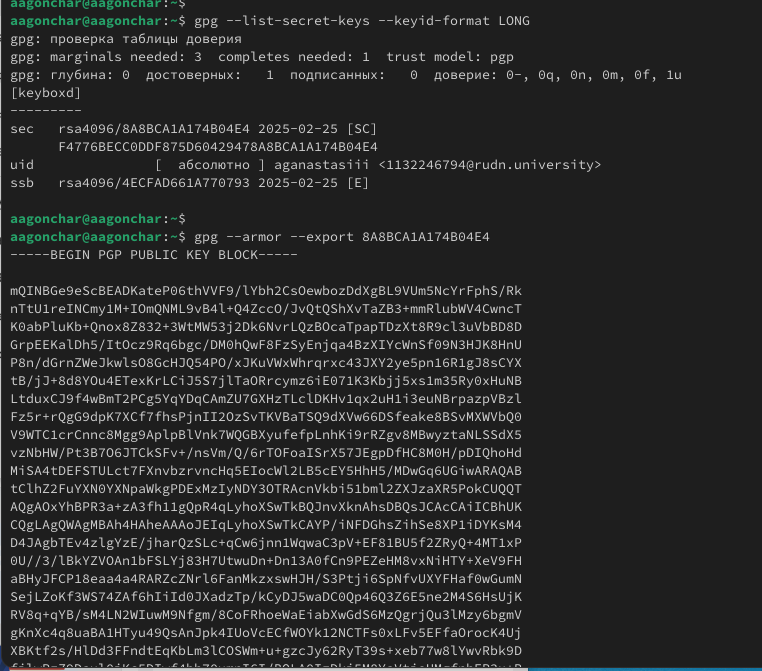 aagonchar@aagonchar:~$
aagonchar@aagonchar:~$ gpg --list-secret-keys --keyid-format LONG
gpg: проверка таблицы доверия
gpg: marginals needed: 3  completes needed: 1  trust model: pgp
gpg: глубина: 0  достоверных:   1  подписанных:   0  доверие: 0-, 0q, 0n, 0m, 0f, 1u
[keyboxd]
---------
sec   rsa4096/8A8BCA1A174B04E4 2025-02-25 [SC]
      F4776BECC0DDF875D60429478A8BCA1A174B04E4
uid               [  абсолютно ] aganastasiii <1132246794@rudn.university>
ssb   rsa4096/4ECFAD661A770793 2025-02-25 [E]
aagonchar@aagonchar:~$
aagonchar@aagonchar:~$ gpg --armor --export 8A8BCA1A174B04E4
-----BEGIN PGP PUBLIC KEY BLOCK-----
mQINBGe9eScBEADKateP06thVVF9/lYbh2CsOewbozDdXgBL9VUm5NcYrFphS/Rk
nTtU1reINCmy1M+IOmQNML9vB4l+Q4ZccO/JvQtQShXvTaZB3+mmRlubWV4CwncT
K0abPluKb+Qnox8Z832+3WtMW53j2Dk6NvrLQzBOcaTpapTDzXt8R9cl3uVbBD8D
GrpEEKalDh5/ItOcz9Rq6bgc/DM0hQwF8FzSyEnjqa4BzXIYcWnSf09N3HJK8HnU
P8n/dGrnZWeJkwlsO8GcHJQ54PO/xJKuVWxWhrqrxc43JXY2ye5pn16R1gJ8sCYX
tB/jJ+8d8YOu4ETexKrLCiJ5S7jlTaORrcymz6iE071K3Kbjj5xs1m35Ry0xHuNB
LtduxCJ9f4wBmT2PCg5YqYDqCAmZU7GXHzTLclDKHv1qx2uH1i3euNBrpazpVBzl
Fz5r+rQgG9dpK7XCf7fhsPjnII2OzSvTKVBaTSQ9dXVw66DSfeake8BSvMXWVbQ0
V9WTC1crCnnc8Mgg9AplpBlVnk7WQGBXyufefpLnhKi9rRZgv8MBwyztaNLSSdX5
vzNbHW/Pt3B7O6JTCkSFv+/nsVm/Q/6rTOFoaISrX57JEgpDfHC8M0H/pDIQhoHd
MiSA4tDEFSTULct7FXnvbzrvncHq5EIocWl2LB5cEY5HhH5/MDwGq6UGiwARAQAB
tClhZ2FuYXN0YXNpaWkgPDExMzIyNDY3OTRAcnVkbi51bml2ZXJzaXR5PokCUQQT
AQgAOxYhBPR3a+zA3fh11gQpR4qLyhoXSwTkBQJnvXknAhsDBQsJCAcCAiICBhUK
CQgLAgQWAgMBAh4HAheAAAoJEIqLyhoXSwTkCAYP/iNFDGhsZihSe8XP1iDYKsM4
D4JAgbTEv4zlgYzE/jharQzSLc+qCw6jnn1WqwaC3pV+EF81BU5f2ZRyQ+4MT1xP
0U//3/lBkYZVOAn1bFSLYj83H7UtwuDn+Dn13A0fCn9PEZeHM8vxNiHTY+XeV9FH
aBHyJFCP18eaa4a4RARZcZNrl6FanMkzxswHJH/S3Ptji6SpNfvUXYFHaf0wGumN
SejLZoKf3WS74ZAf6hIiId0JXadzTp/kCyDJ5waDC0Qp46Q3Z6E5ne2M4S6HsUjK
RV8q+qYB/sM4LN2WIuwM9Nfgm/8CoFRhoeWaEiabXwGdS6MzQgrjQu3lMzy6bgmV
gKnXc4q8uaBA1HTyu49QsAnJpk4IUoVcECfWOYk12NCTFs0xLFv5EFfaOrocK4Uj
XBKtf2s/HlDd3FFndtEqKbLm3lCOSWm+u+gzcJy62RyT39s+xeb77w8lYwvRbk9D